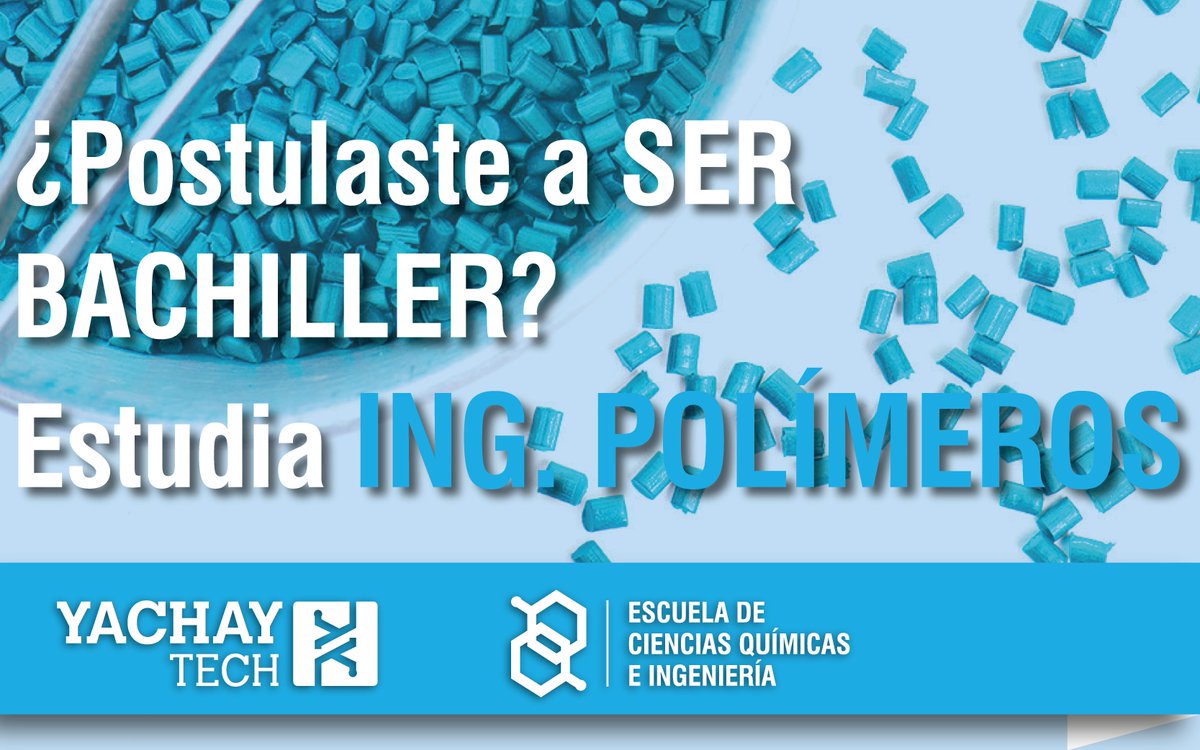 ¿Postulaste a SER
BACHILLER?
Estudia ING. POLÍMEROS
YACHAY
TECH
ESCUELA DE
CIENCIAS QUÍMICAS
E INGENIERÍA